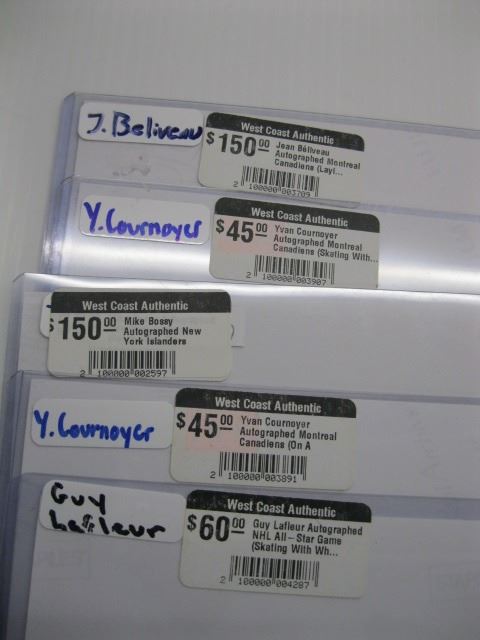 J. Beliveau
West Coast Authentic
$150.00 Jean Béliveau
Autographed Montreal
Canadiens (Layi...
2 100000 003709
Y. Cournoyer
West Coast Authentic
$45.00 Yvan Cournoyer
Autographed Montreal
Canadiens (Skating With...
2 100000 003907
West Coast Authentic
$150.00 Mike Bossy
Autographed New
York Islanders
2 100000 002597
Y. Cournoyer
West Coast Authentic
$45.00 Yvan Cournoyer
Autographed Montreal
Canadiens (On A
2 100000 003891
Guy
Lafleur
West Coast Authentic
$60.00 Guy Lafleur Autographed
NHL All-Star Game
(Skating With Wh...
2 100000 004287